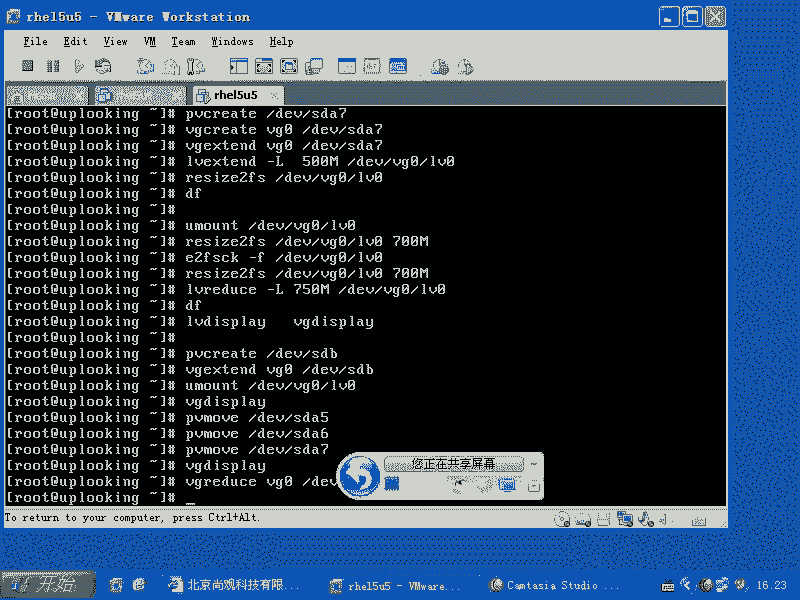 rhel5u5 - VMware Workstation
File Edit View VM Team Windows Help
rhel5u5
[root@uplooking ~]# pvcreate /dev/sda7
[root@uplooking ~]# vgcreate vg0 /dev/sda7
[root@uplooking ~]# vgextend vg0 /dev/sda7
[root@uplooking ~]# lvextend -L  500M /dev/vg0/lv0
[root@uplooking ~]# resize2fs /dev/vg0/lv0
[root@uplooking ~]# df
[root@uplooking ~]#
[root@uplooking ~]# umount /dev/vg0/lv0
[root@uplooking ~]# resize2fs /dev/vg0/lv0 700M
[root@uplooking ~]# e2fsck -f /dev/vg0/lv0
[root@uplooking ~]# resize2fs /dev/vg0/lv0 700M
[root@uplooking ~]# lvreduce -L 750M /dev/vg0/lv0
[root@uplooking ~]# df
[root@uplooking ~]# lvdisplay   vgdisplay
[root@uplooking ~]#
[root@uplooking ~]# pvcreate /dev/sdb
[root@uplooking ~]# vgextend vg0 /dev/sdb
[root@uplooking ~]# umount /dev/vg0/lv0
[root@uplooking ~]# vgdisplay
[root@uplooking ~]# pvmove /dev/sda5
[root@uplooking ~]# pvmove /dev/sda6
[root@uplooking ~]# pvmove /dev/sda7
[root@uplooking ~]# vgdisplay
[root@uplooking ~]# vgreduce vg0 /dev
[root@uplooking ~]# _
您正在共享屏幕
To return to your computer, press Ctrl+Alt.
开始 北京尚观科技有限... rhel5u5 - VMware... Camtasia Studio ... 16:23